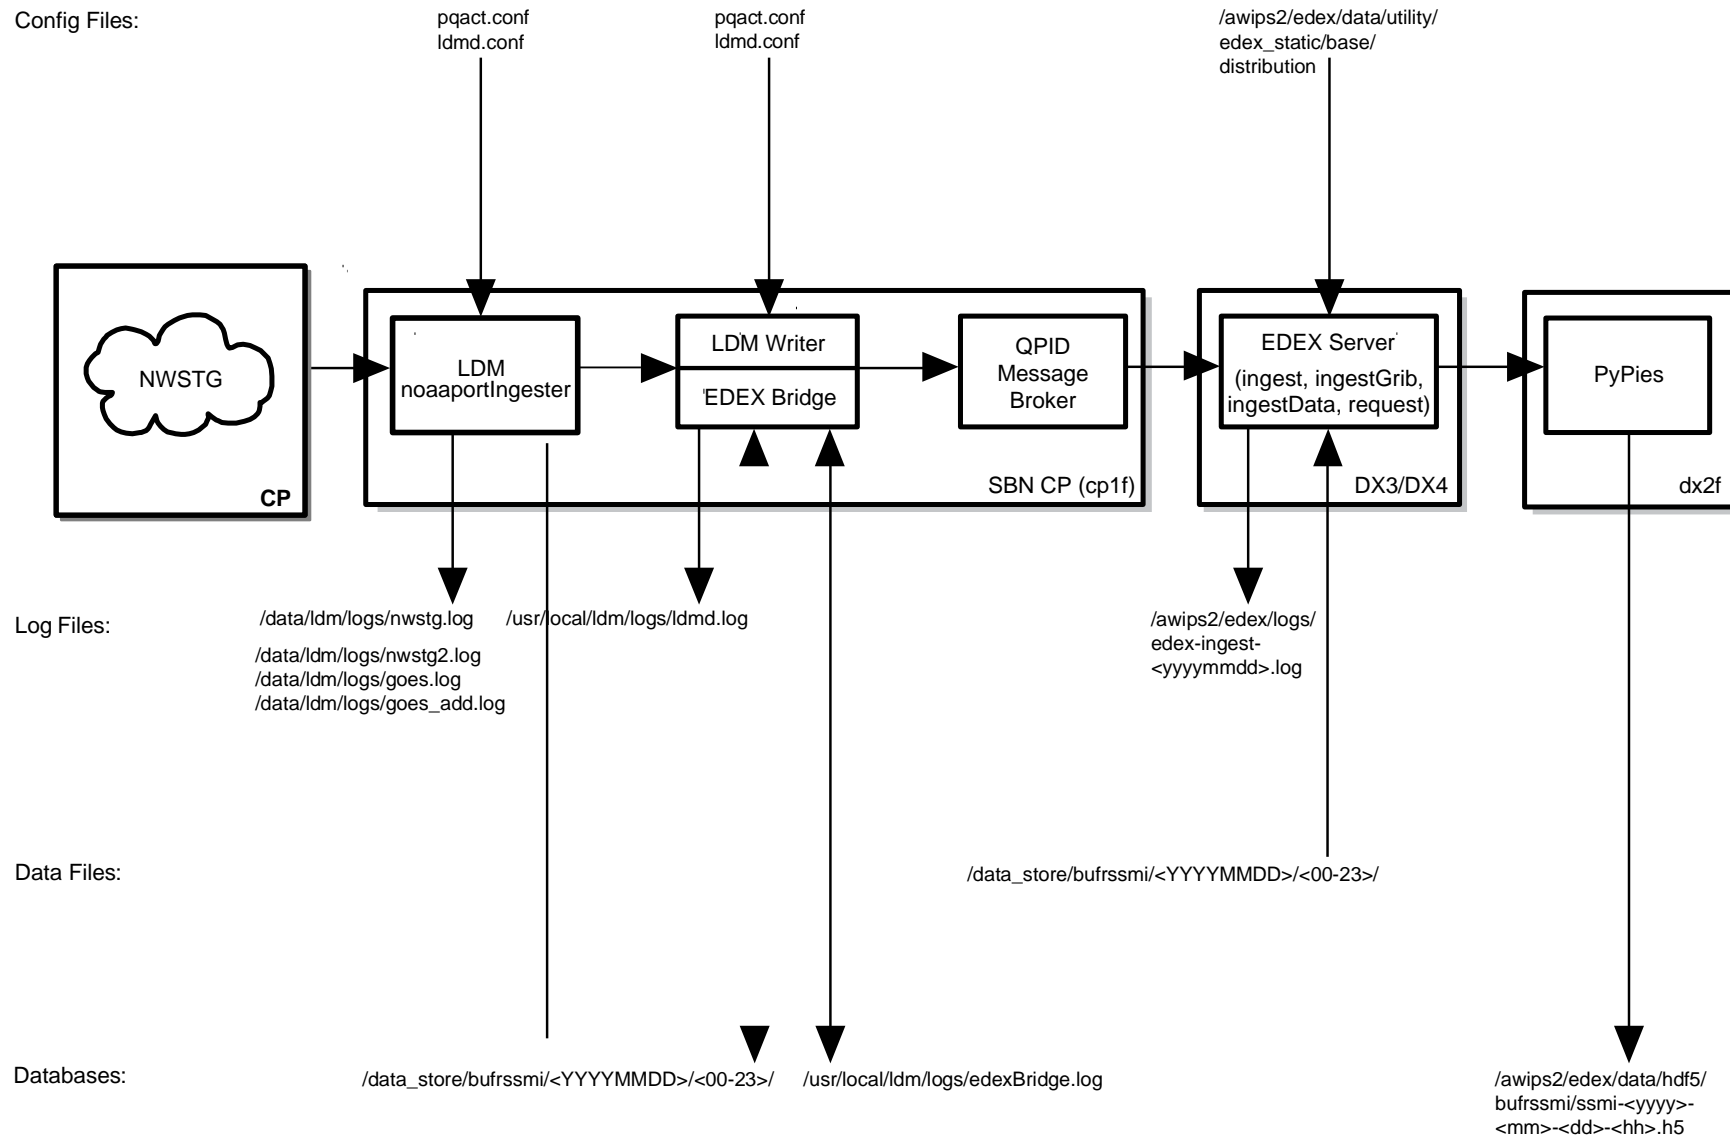 Config Files:
pqact.conf
ldmd.conf
pqact.conf
ldmd.conf
/awips2/edex/data/utility/
edex_static/base/
distribution
NWSTG
CP
LDM
noaaportIngester
LDM Writer
EDEX Bridge
QPID
Message
Broker
SBN CP (cp1f)
EDEX Server
(ingest, ingestGrib,
ingestData, request)
DX3/DX4
PyPies
dx2f
Log Files:
/data/ldm/logs/nwstg.log
/data/ldm/logs/nwstg2.log
/data/ldm/logs/goes.log
/data/ldm/logs/goes_add.log
/usr/local/ldm/logs/ldmd.log
/awips2/edex/logs/
edex-ingest-
<yyyymmdd>.log
Data Files:
/data_store/bufrssmi/<YYYYMMDD>/<00-23>/
Databases:
/data_store/bufrssmi/<YYYYMMDD>/<00-23>/
/usr/local/ldm/logs/edexBridge.log
/awips2/edex/data/hdf5/
bufrssmi/ssmi-<yyyy>-
<mm>-<dd>-<hh>.h5